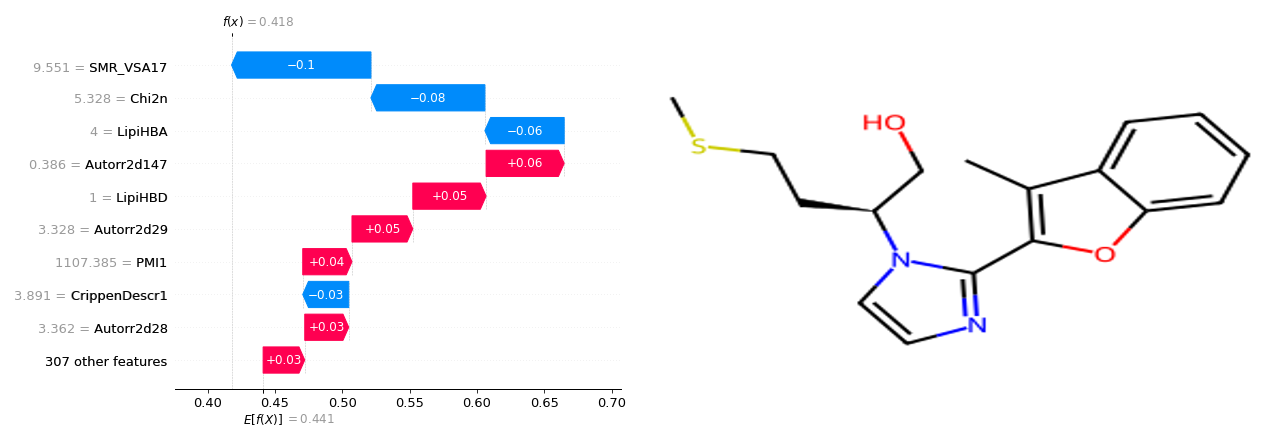 f(x) = 0.418
9.551 = SMR_VSA17
−0.1
5.328 = Chi2n
−0.08
4 = LipiHBA
−0.06
0.386 = Autorr2d147
+0.06
1 = LipiHBD
+0.05
3.328 = Autorr2d29
+0.05
1107.385 = PMI1
+0.04
3.891 = CrippenDescr1
−0.03
3.362 = Autorr2d28
+0.03
307 other features
+0.03
0.40 0.45 0.50 0.55 0.60 0.65 0.70
E[f(X)] = 0.441
HO
S
N
O
N